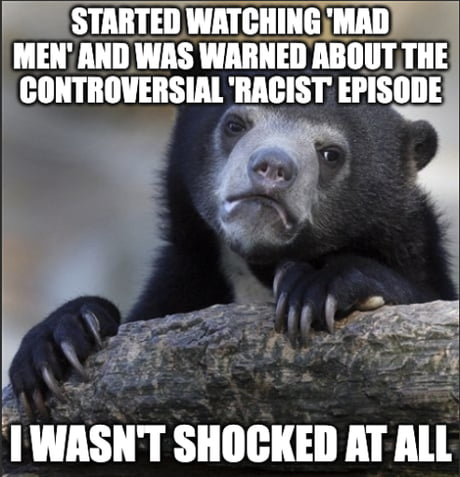 STARTED WATCHING 'MAD
MEN' AND WAS WARNED ABOUT THE
CONTROVERSIAL 'RACIST' EPISODE
I WASN'T SHOCKED AT ALL